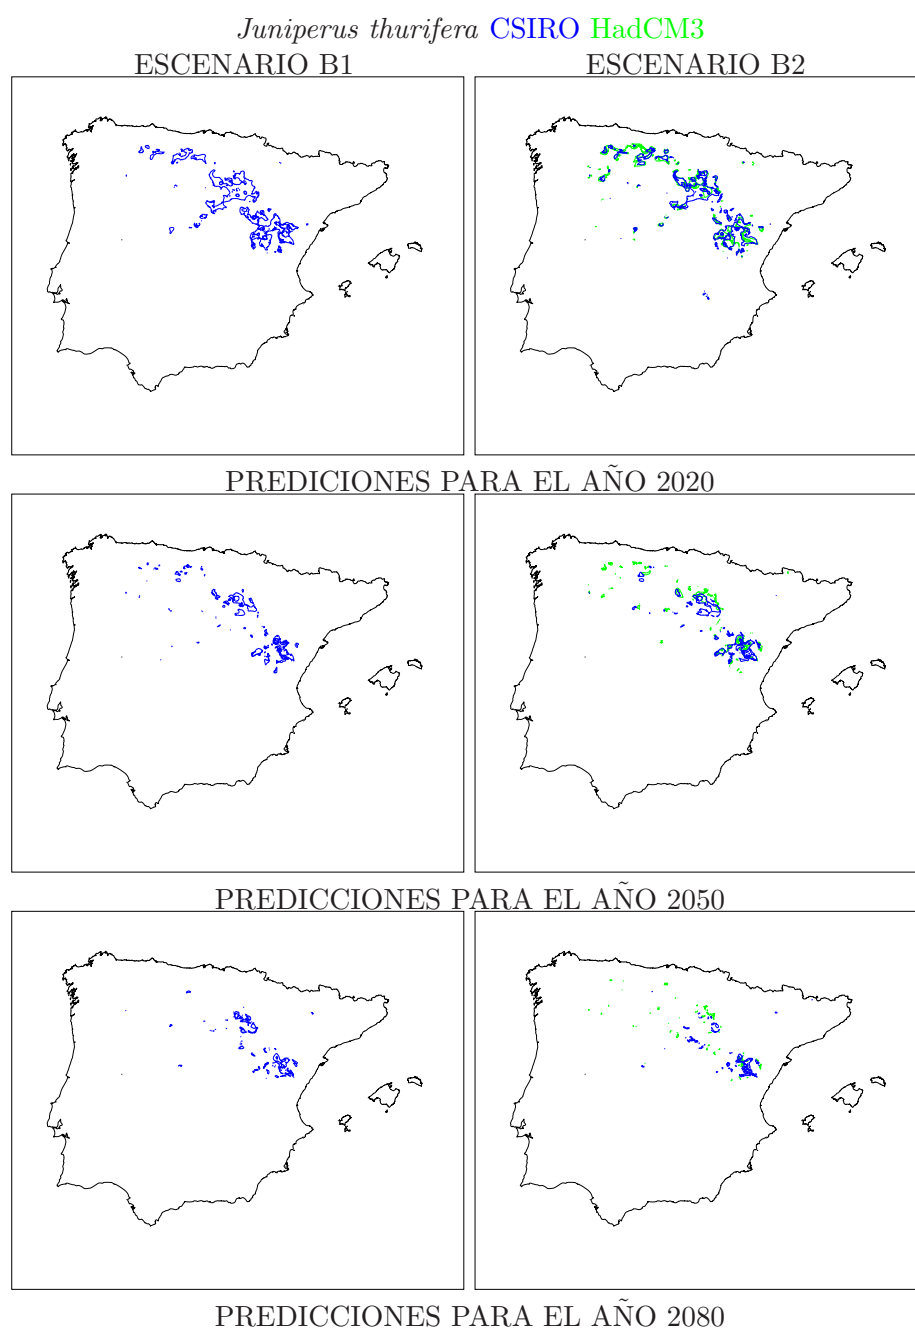 Juniperus thurifera CSIRO HadCM3
ESCENARIO B1 ESCENARIO B2
PREDICIONES PARA EL AÑO 2020
PREDICCIONES PARA EL AÑO 2050
PREDICCIONES PARA EL AÑO 2080